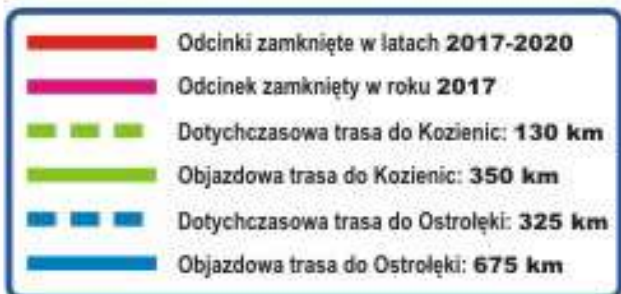 Odcinki zamknięte w latach 2017-2020
Odcinek zamknięty w roku 2017
Dotychczasowa trasa do Kozienic: 130 km
Objazdowa trasa do Kozienic: 350 km
Dotychczasowa trasa do Ostrołęki: 325 km
Objazdowa trasa do Ostrołęki: 675 km